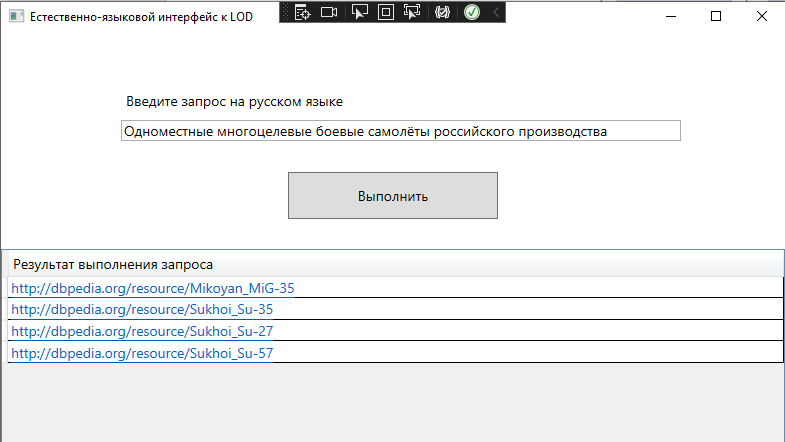 Естественно-языковой интерфейс к LOD
Введите запрос на русском языке
Одноместные многоцелевые боевые самолёты российского производства
Выполнить
Результат выполнения запроса
http://dbpedia.org/resource/Mikoyan_MiG-35
http://dbpedia.org/resource/Sukhoi_Su-35
http://dbpedia.org/resource/Sukhoi_Su-27
http://dbpedia.org/resource/Sukhoi_Su-57